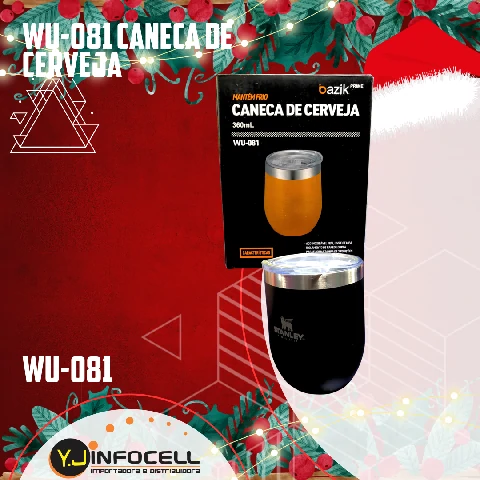 WU-081 CANECA DE
CERVEJA
bazik PRIME
MANTÉM FRIO
CANECA DE CERVEJA
360mL
WU-081
CARACTERÍSTICAS
STANLEY
WU-081
Y.J INFOCELL
importadora e distribuidora